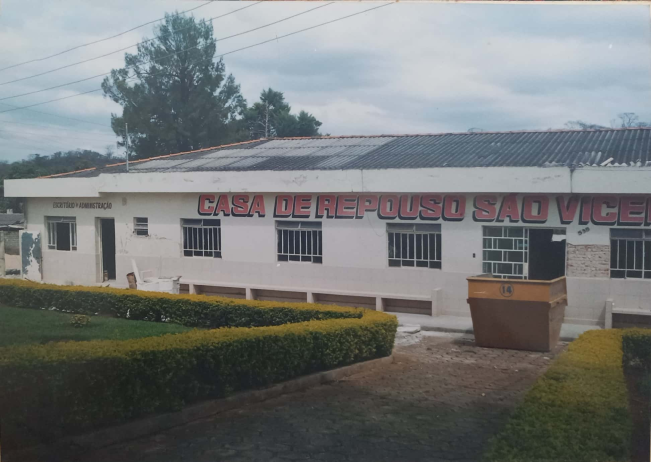 ESCRITÓRIO E ADMINISTRAÇÃO
CASA DE REPOUSO SÃO VICE
14